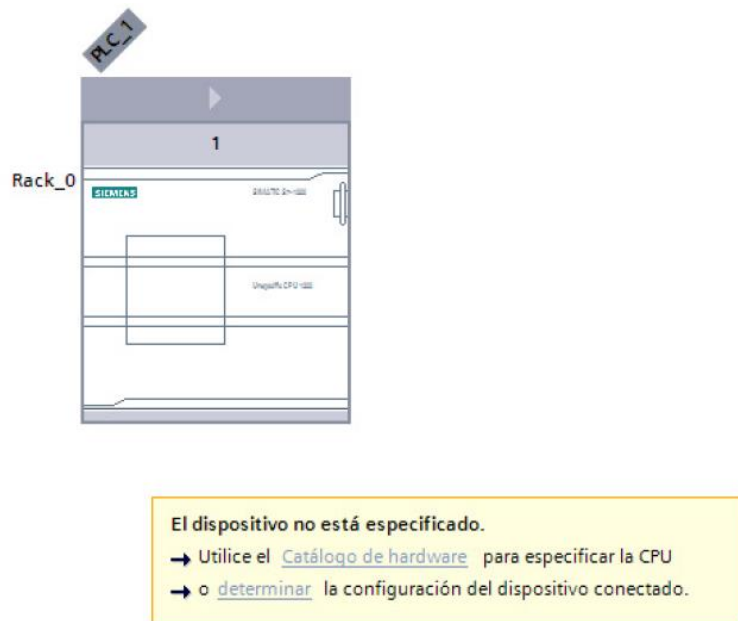 PLC_1
1
Rack_0
SIEMENS
El dispositivo no está especificado.
Utilice el Catálogo de hardware para especificar la CPU
o determinar la configuración del dispositivo conectado.